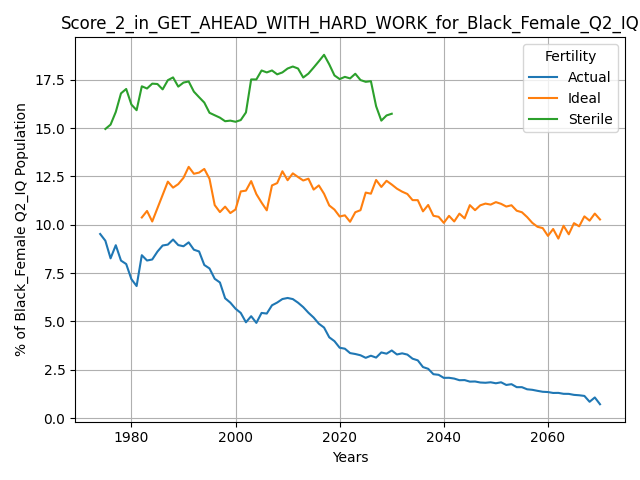 Score_2_in_GET_AHEAD_WITH_HARD_WORK_for_Black_Female_Q2_IQ
Fertility
Actual
Ideal
Sterile
% of Black_Female Q2_IQ Population
17.5
15.0
12.5
10.0
7.5
5.0
2.5
0.0
1980 2000 2020 2040 2060
Years